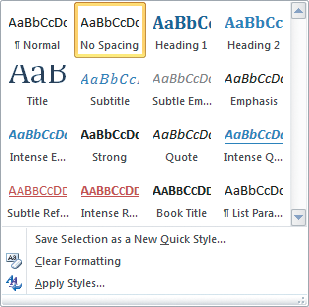 AaBbCcDc AaBbCcDc AaBbCc AaBbCc
¶ Normal No Spacing Heading 1 Heading 2
AaB AaBbCc. AaBbCcDc AaBbCcDc
Title Subtitle Subtle Em... Emphasis
AaBbCcDc AaBbCcDc AaBbCcDc AaBbCcDc
Intense E... Strong Quote Intense Q...
AaBbCcDd AaBbCcDd AaBbCcDc AaBbCcDc
Subtle Ref... Intense R... Book Title ¶ List Para...
Save Selection as a New Quick Style...
Clear Formatting
Apply Styles...